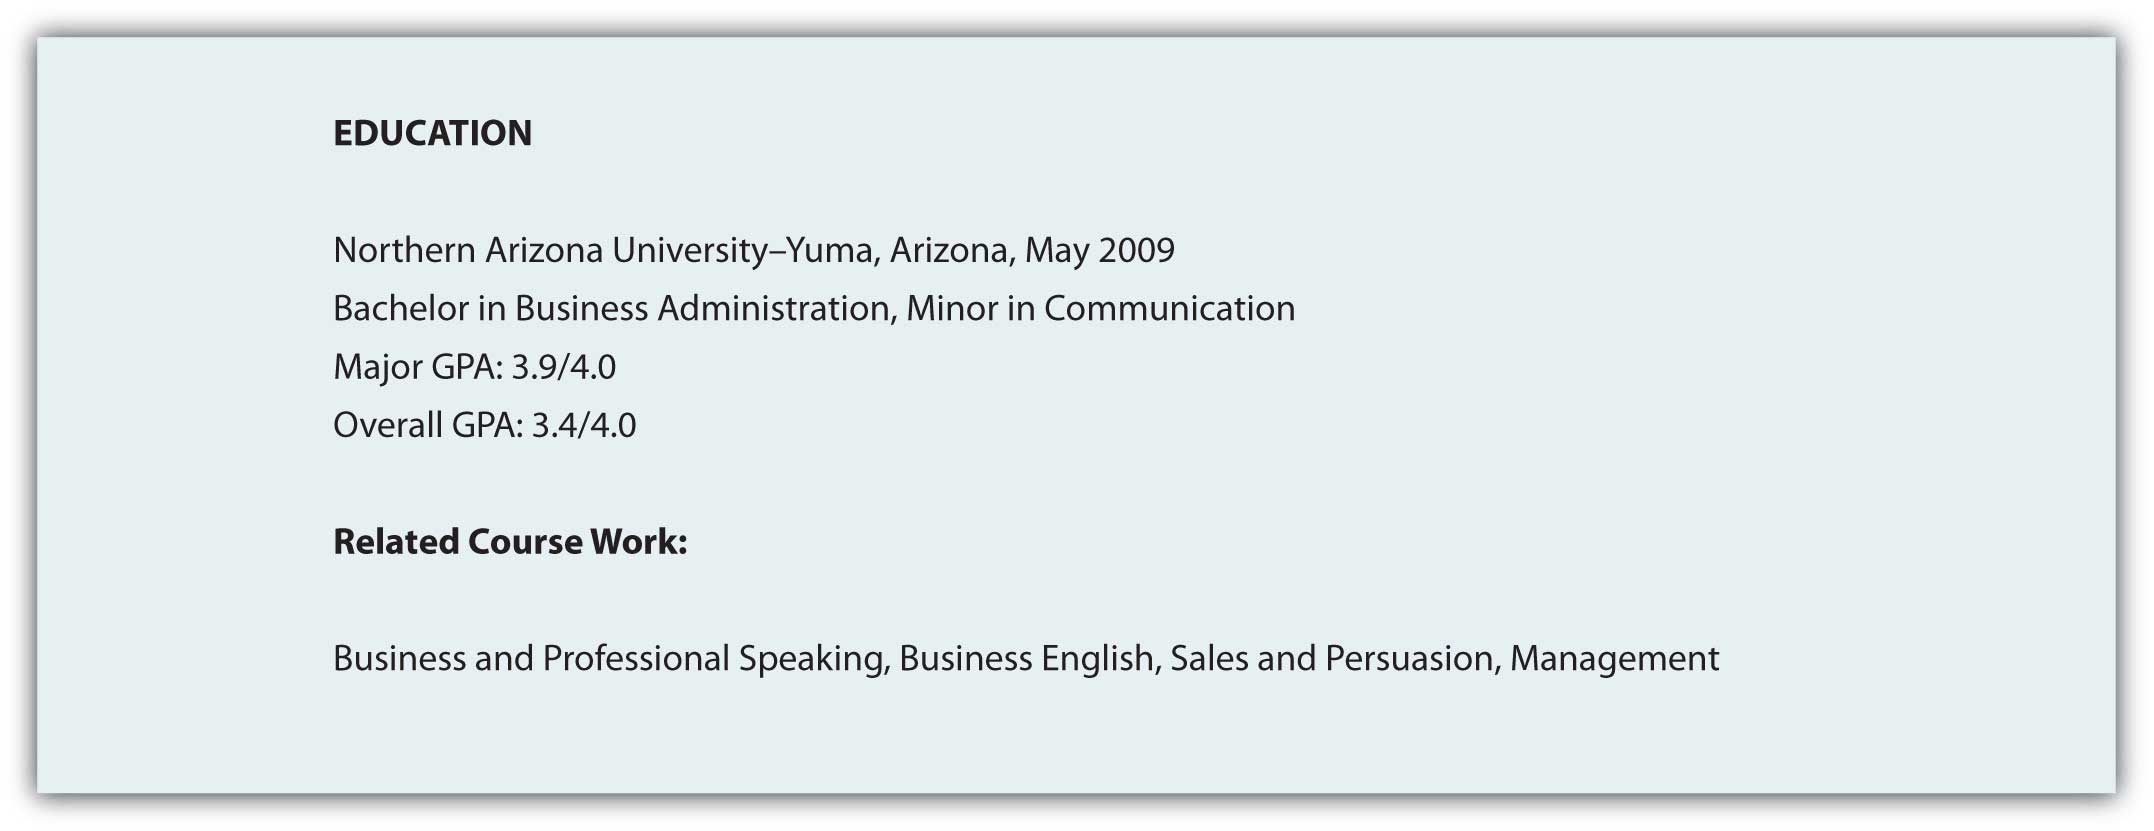 EDUCATION
Northern Arizona University–Yuma, Arizona, May 2009
Bachelor in Business Administration, Minor in Communication
Major GPA: 3.9/4.0
Overall GPA: 3.4/4.0
Related Course Work:
Business and Professional Speaking, Business English, Sales and Persuasion, Management